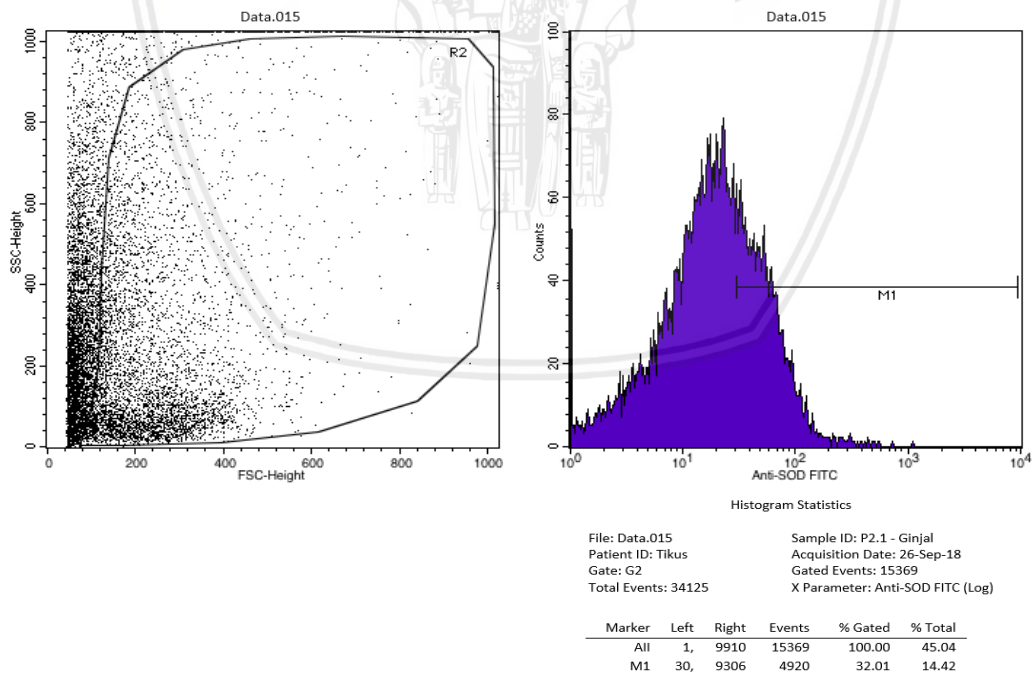 Data.015
1000
800
600
400
200
0
SSC-Height
R2
0 200 400 600 800 1000
FSC-Height
Data.015
100
80
60
40
20
0
Counts
M1
10^0 10^1 10^2 10^3 10^4
Anti-SOD FITC
Histogram Statistics
File: Data.015 Sample ID: P2.1 - Ginjal
Patient ID: Tikus Acquisition Date: 26-Sep-18
Gate: G2 Gated Events: 15369
Total Events: 34125 X Parameter: Anti-SOD FITC (Log)
Marker Left Right Events % Gated % Total
All 1, 9910 15369 100.00 45.04
M1 30, 9306 4920 32.01 14.42